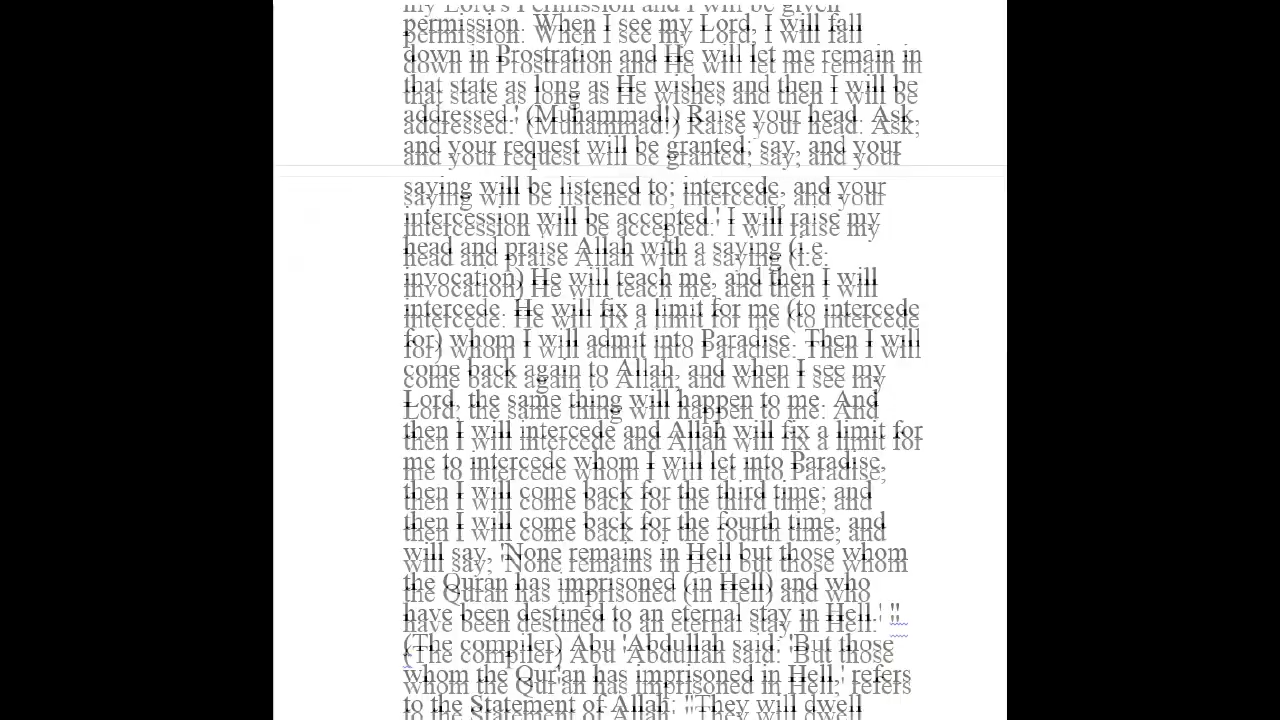 my Lord's Permission and I will be given
permission. When I see my Lord, I will fall
down in Prostration and He will let me remain in
that state as long as He wishes and then I will be
addressed.' (Muhammad!) Raise your head. Ask,
and your request will be granted; say, and your
saying will be listened to; intercede, and your
intercession will be accepted.' I will raise my
head and praise Allah with a saying (i.e.
invocation) He will teach me, and then I will
intercede. He will fix a limit for me (to intercede
for) whom I will admit into Paradise. Then I will
come back again to Allah, and when I see my
Lord, the same thing will happen to me. And
then I will intercede and Allah will fix a limit for
me to intercede whom I will let into Paradise,
then I will come back for the third time; and
then I will come back for the fourth time, and
will say, 'None remains in Hell but those whom
the Quran has imprisoned (in Hell) and who
have been destined to an eternal stay in Hell.' "
(The compiler) Abu 'Abdullah said: 'But those
whom the Qur'an has imprisoned in Hell,' refers
to the Statement of Allah: "They will dwell